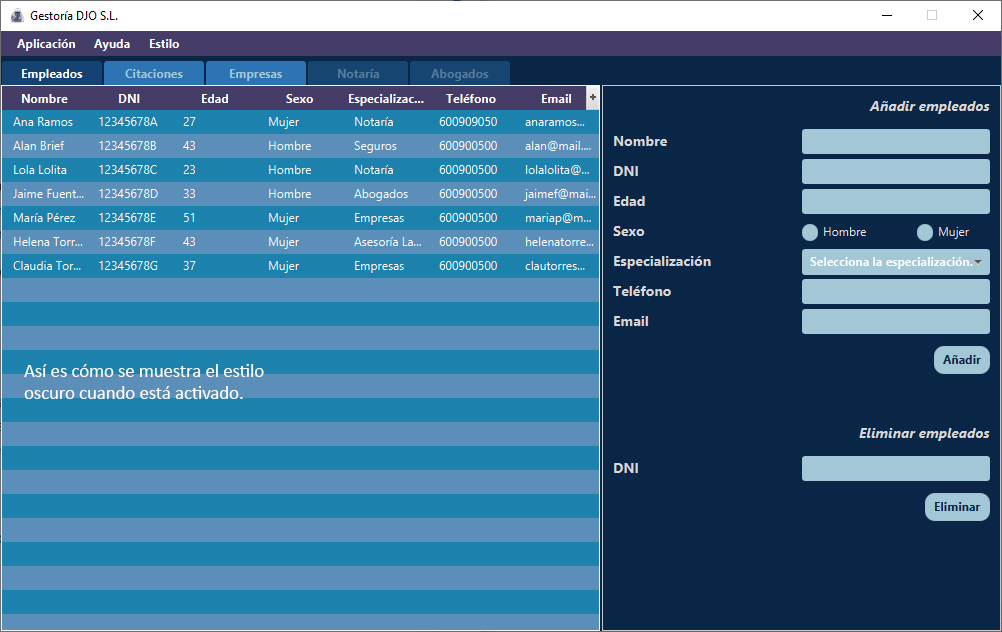 Gestoría DJO S.L.
Aplicación Ayuda Estilo
Empleados Citaciones Empresas Notaría Abogados
Nombre DNI Edad Sexo Especializac... Teléfono Email +
Ana Ramos 12345678A 27 Mujer Notaría 600909050 anaramos...
Alan Brief 12345678B 43 Hombre Seguros 600900500 alan@mail....
Lola Lolita 12345678C 23 Hombre Notaría 600900500 lolalolita@...
Jaime Fuent... 12345678D 33 Hombre Abogados 600900500 jaimef@mai...
María Pérez 12345678E 51 Mujer Empresas 600900500 mariap@m...
Helena Torr... 12345678F 43 Mujer Asesoría La... 600900500 helenatorre...
Claudia Tor... 12345678G 37 Mujer Empresas 600900500 clautorres...
Así es cómo se muestra el estilo
oscuro cuando está activado.
Añadir empleados
Nombre
DNI
Edad
Sexo Hombre Mujer
Especialización Selecciona la especialización.
Teléfono
Email
Añadir
Eliminar empleados
DNI
Eliminar